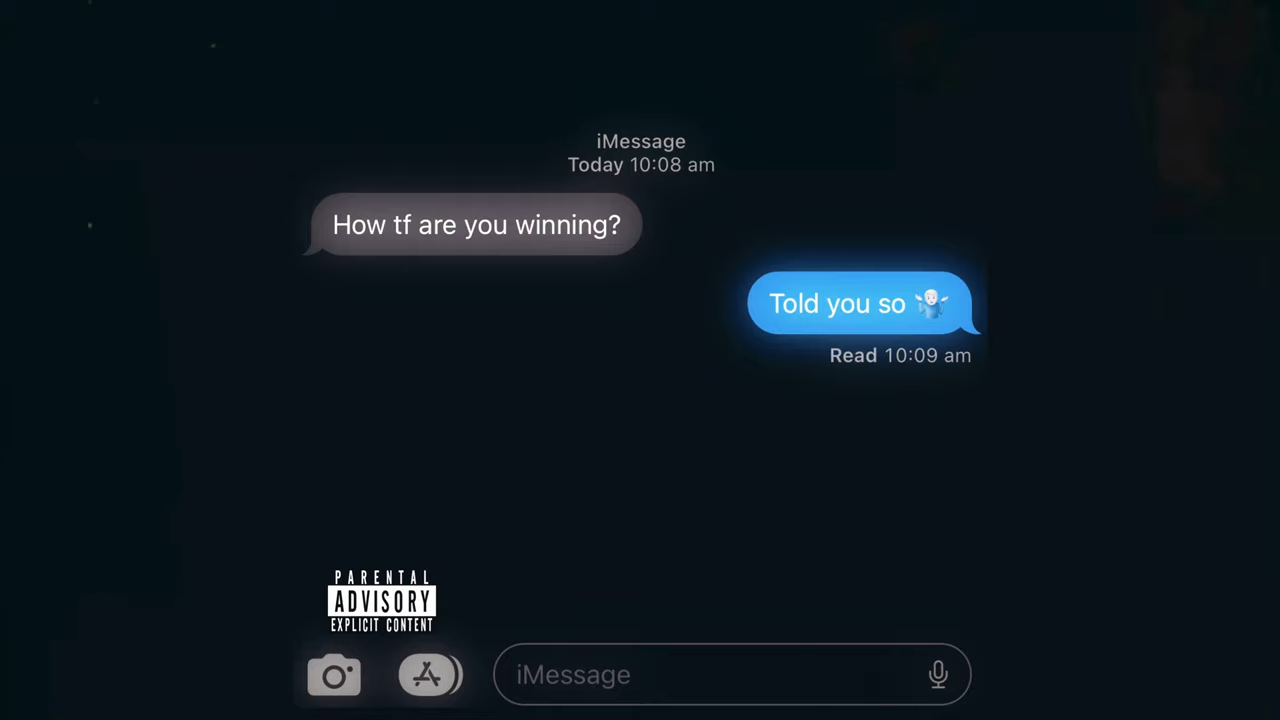 iMessage
Today 10:08 am
How tf are you winning?
Told you so 🤷🏻‍♂️
Read 10:09 am
PARENTAL
ADVISORY
EXPLICIT CONTENT
iMessage